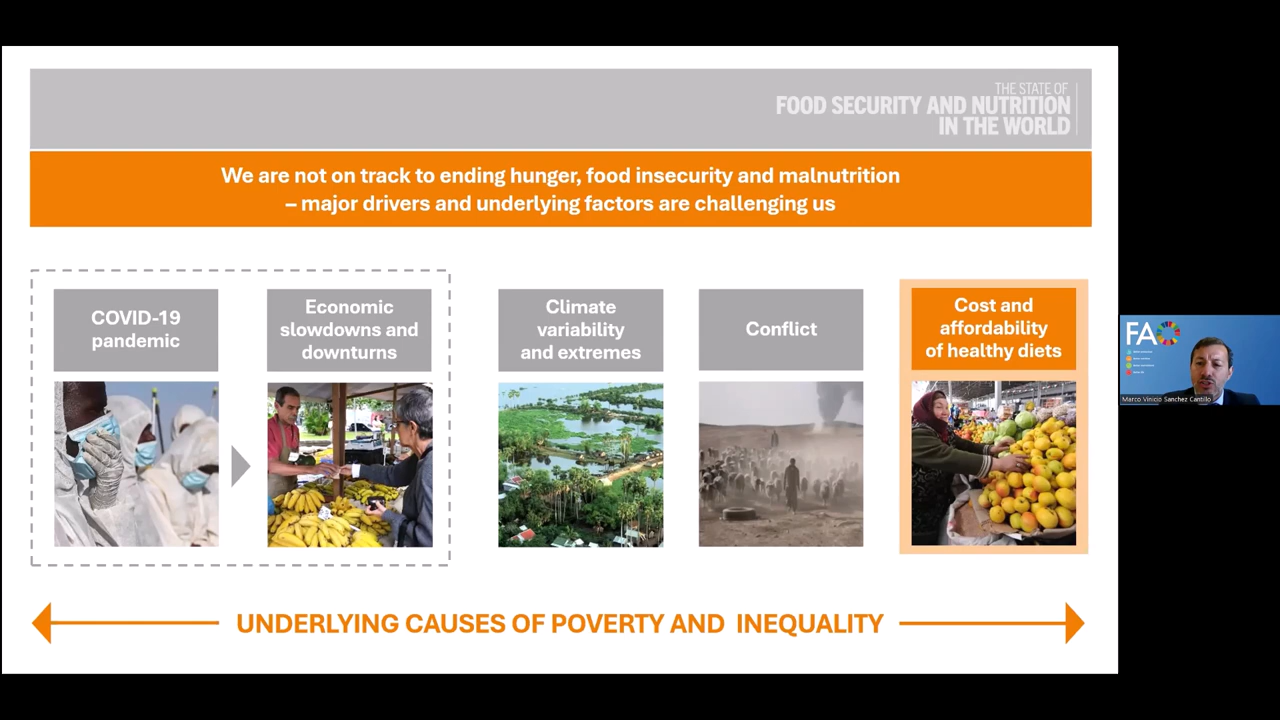 THE STATE OF
FOOD SECURITY AND NUTRITION
IN THE WORLD
We are not on track to ending hunger, food insecurity and malnutrition
– major drivers and underlying factors are challenging us
COVID-19
pandemic
Economic
slowdowns and
downturns
Climate
variability
and extremes
Conflict
Cost and
affordability
of healthy diets
UNDERLYING CAUSES OF POVERTY AND INEQUALITY
FAO
Marco Vinicio Sanchez Cantillo